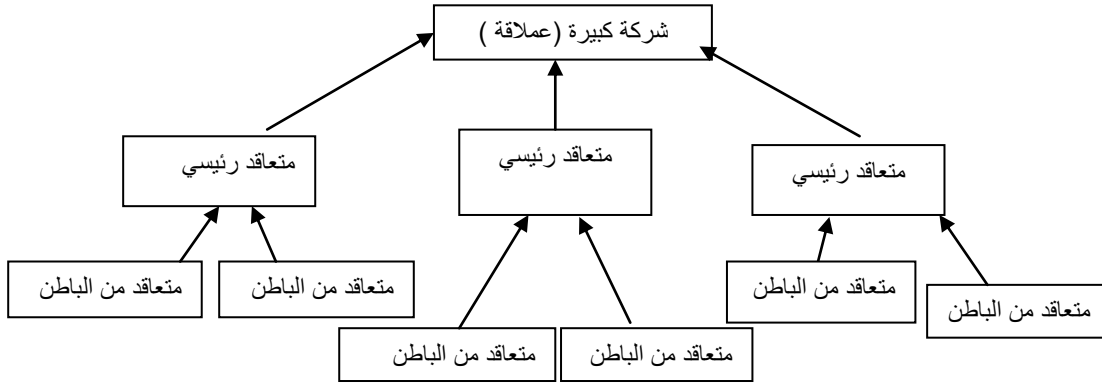 شركة كبيرة (عملاقة )
متعاقد رئيسي
متعاقد رئيسي
متعاقد رئيسي
متعاقد من الباطن
متعاقد من الباطن
متعاقد من الباطن
متعاقد من الباطن
متعاقد من الباطن
متعاقد من الباطن